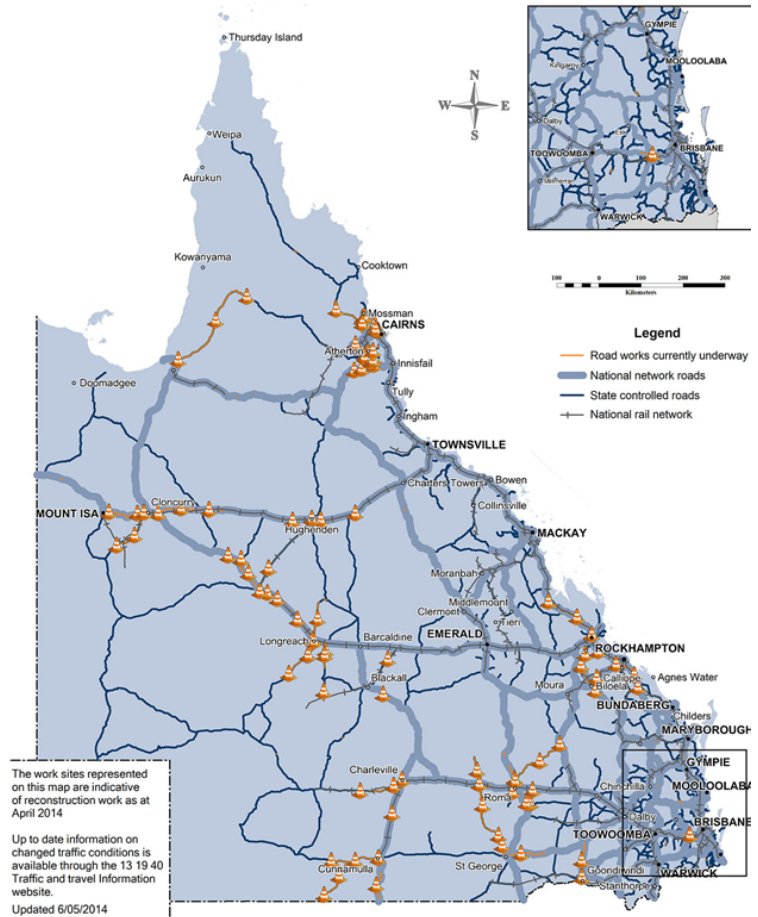 Thursday Island
Weipa
Aurukun
Kowanyama
Cooktown
Mossman
CAIRNS
Atherton
Innisfail
Tully
Ingham
Doomadgee
TOWNSVILLE
Charters Towers
Bowen
Collinsville
MOUNT ISA
Cloncurry
Hughenden
MACKAY
Moranbah
Middlemount
Clermont
Tieri
EMERALD
Barcaldine
Longreach
ROCKHAMPTON
Blackall
Moura
Calliope
Biloela
Agnes Water
BUNDABERG
Childers
MARYBOROUGH
GYMPIE
Charleville
Roma
Chinchilla
MOOLOOLABA
Dalby
TOOWOOMBA
BRISBANE
WARWICK
Cunnamulla
St George
Goondiwindi
Stanthorpe
N
W E
S
GYMPIE
MOOLOOLABA
Kingaroy
Dalby
Esk
TOOWOOMBA
BRISBANE
WARWICK
100 0 100 200 300
Kilometers
Legend
Road works currently underway
National network roads
State controlled roads
National rail network
The work sites represented
on this map are indicative
of reconstruction work as at
April 2014
Up to date information on
changed traffic conditions is
available through the 13 19 40
Traffic and travel Information
website.
Updated 6/05/2014